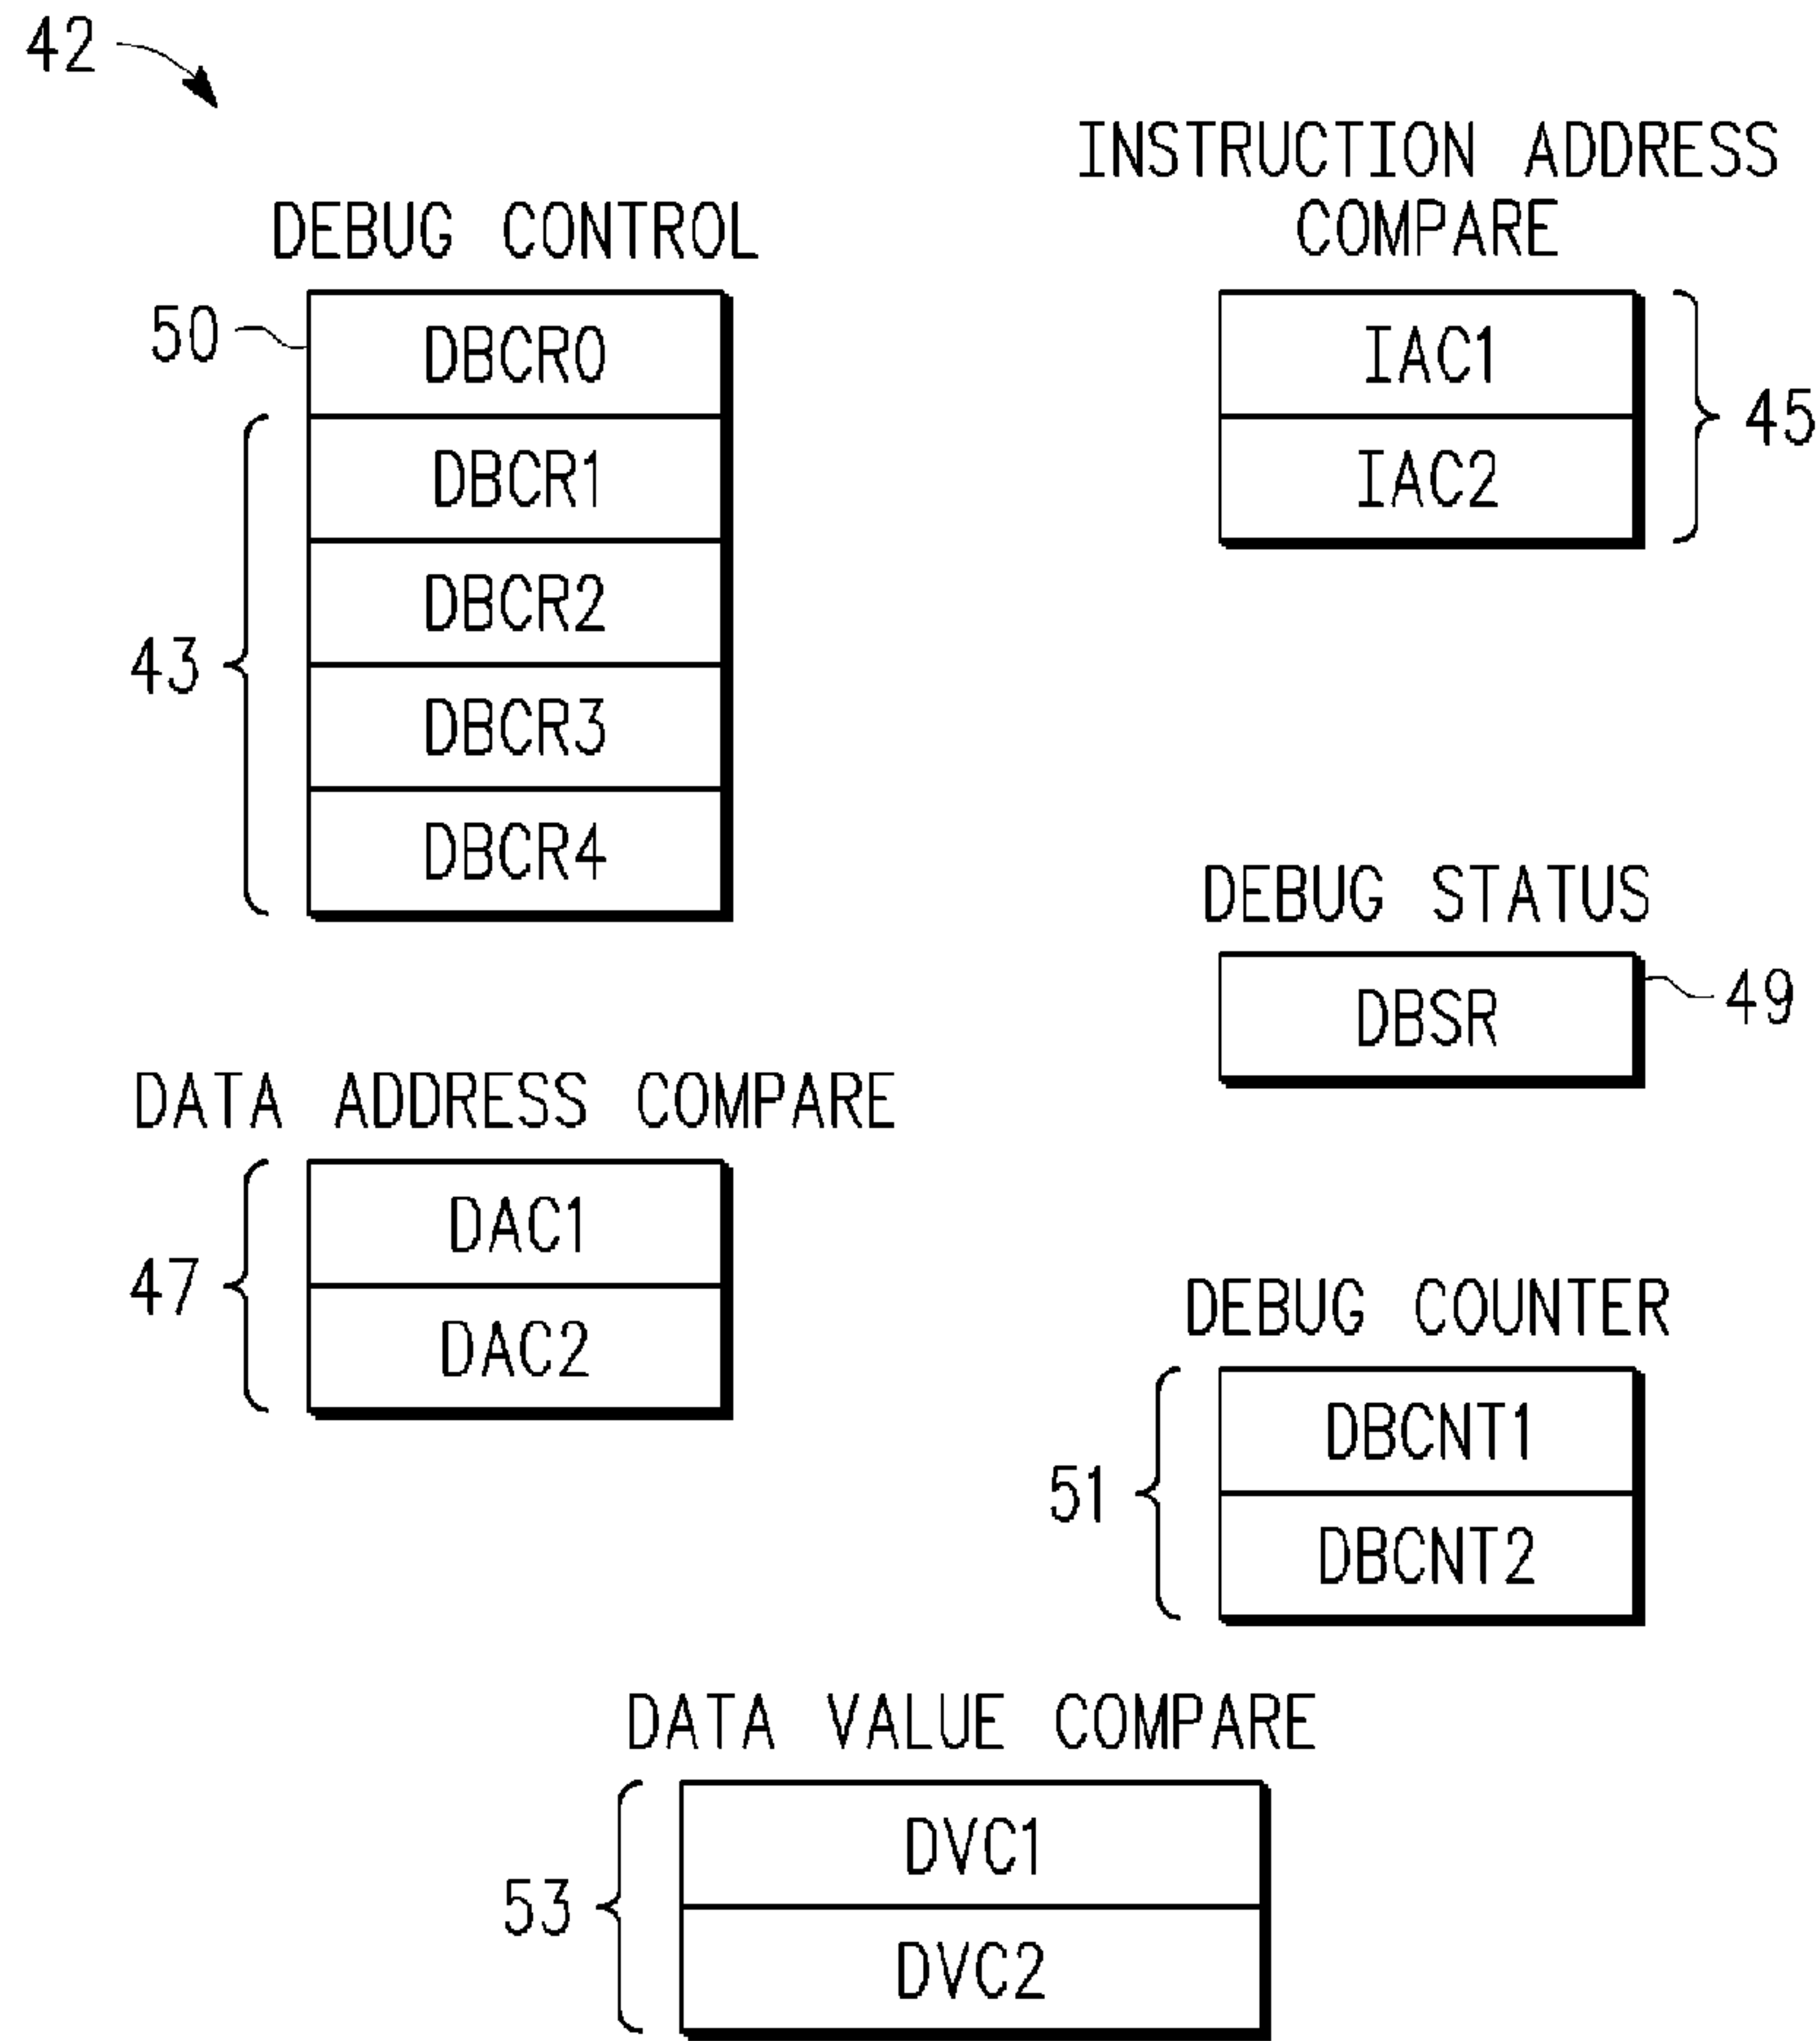 42
DEBUG CONTROL
50
DBCR0
DBCR1
DBCR2
43
DBCR3
DBCR4
INSTRUCTION ADDRESS
COMPARE
IAC1
45
IAC2
DEBUG STATUS
DBSR
49
DATA ADDRESS COMPARE
DAC1
47
DAC2
DEBUG COUNTER
DBCNT1
51
DBCNT2
DATA VALUE COMPARE
DVC1
53
DVC2